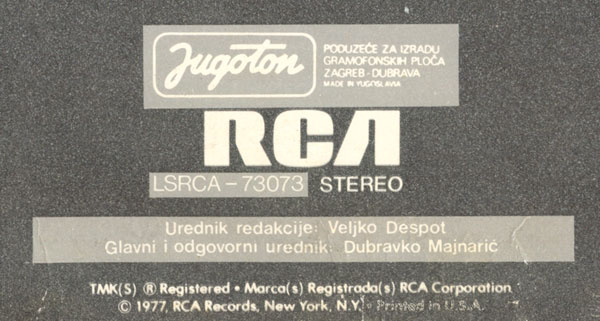 Jugoton
PODUZEĆE ZA IZRADU
GRAMOFONSKIH PLOČA
ZAGREB - DUBRAVA
MADE IN YUGOSLAVIA
RCA
LSRCA - 73073 STEREO
Urednik redakcije: Veljko Despot
Glavni i odgovorni urednik: Dubravko Majnarić
TMK(S) ® Registered • Marca(s) Registrada(s) RCA Corporation
© 1977, RCA Records, New York, N.Y. • Printed in U.S.A.